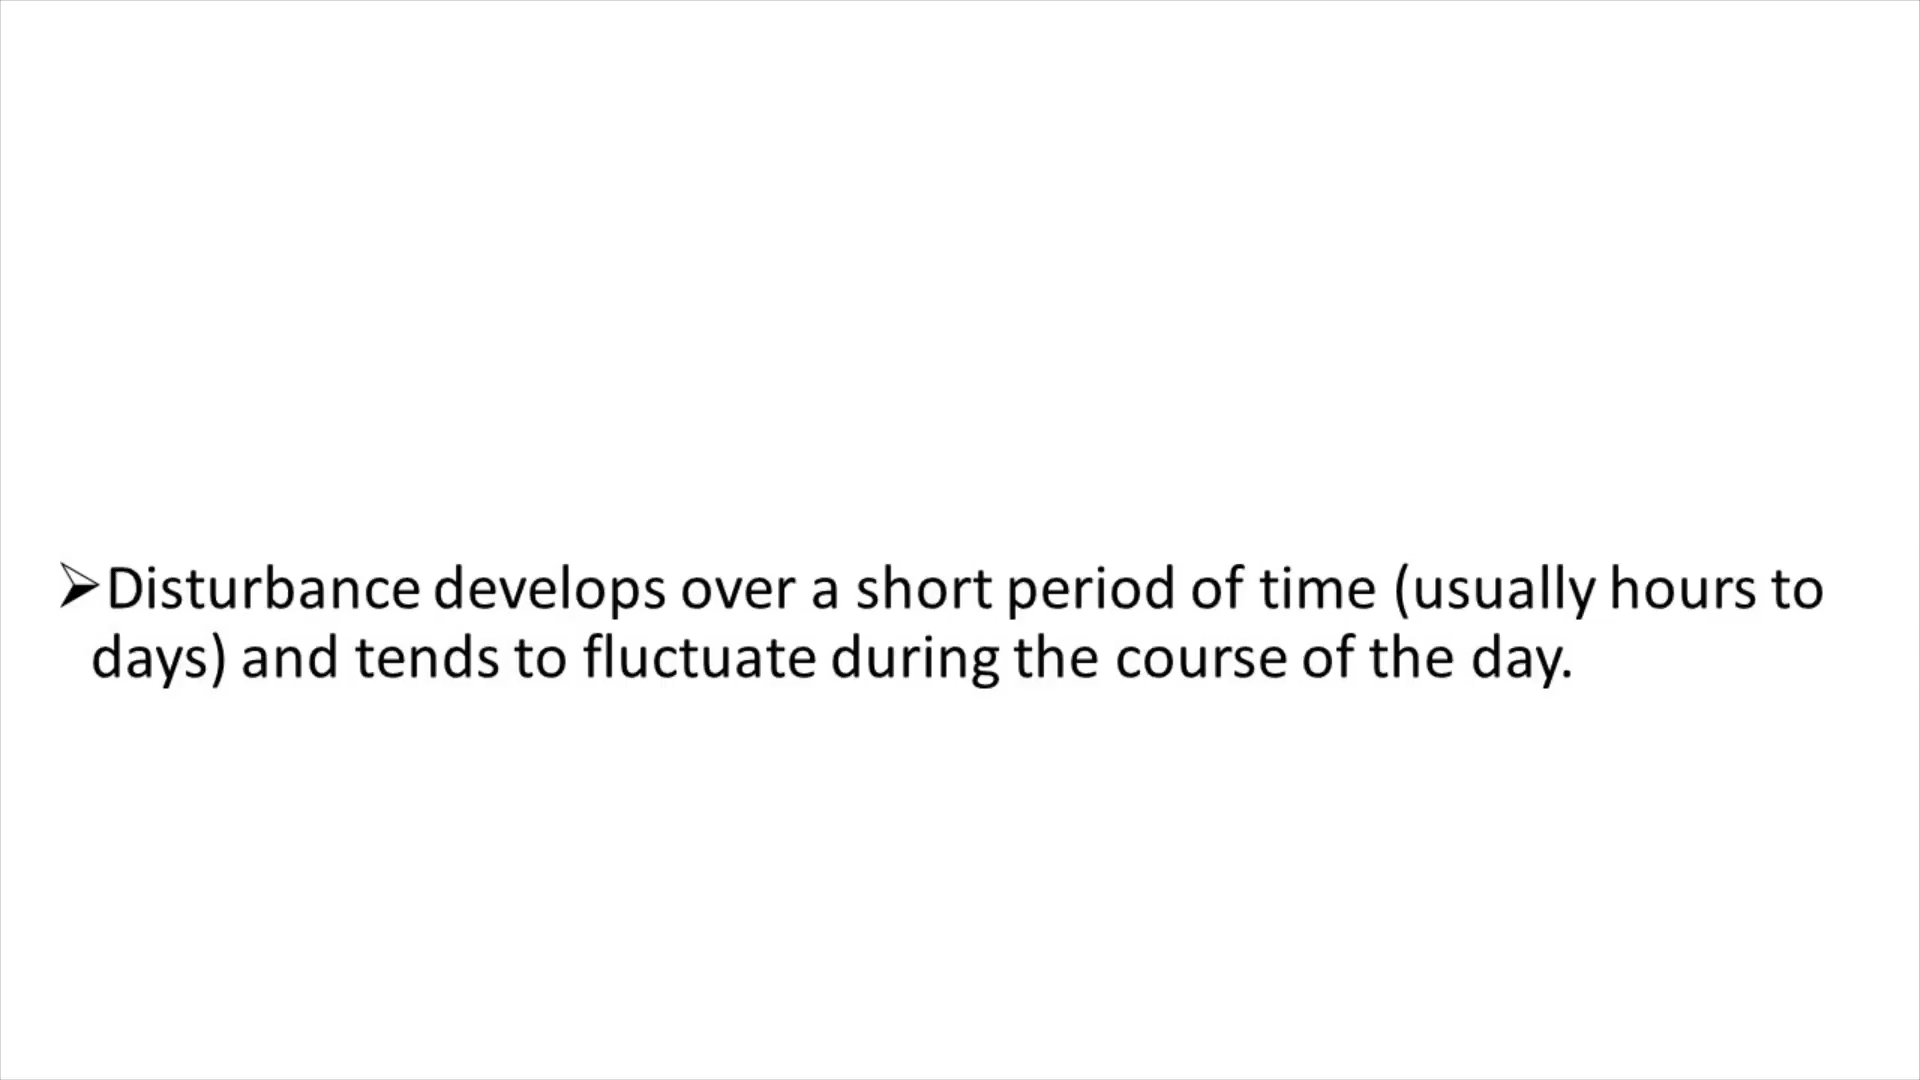 ➢Disturbance develops over a short period of time (usually hours to
days) and tends to fluctuate during the course of the day.